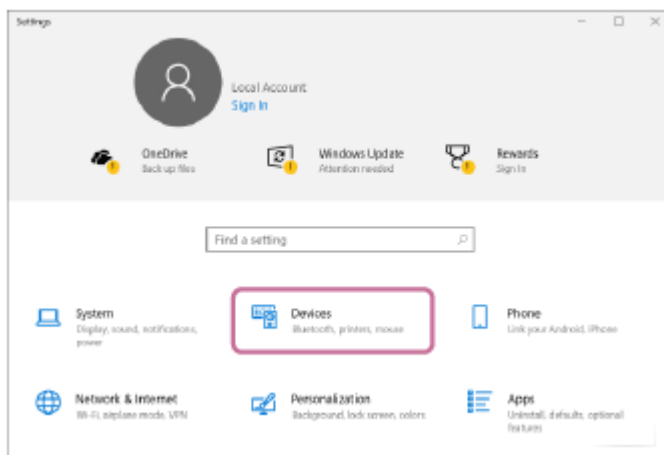 Settings
Local Account
Sign In
OneDrive
Back up files
Windows Update
Attention needed
Rewards
Sign In
Find a setting
System
Display, sound, notifications,
power
Devices
Bluetooth, printers, mouse
Phone
Link your Android, iPhone
Network & Internet
Wi-Fi, airplane mode, VPN
Personalization
Background, lock screen, colors
Apps
Uninstall, defaults, optional
features